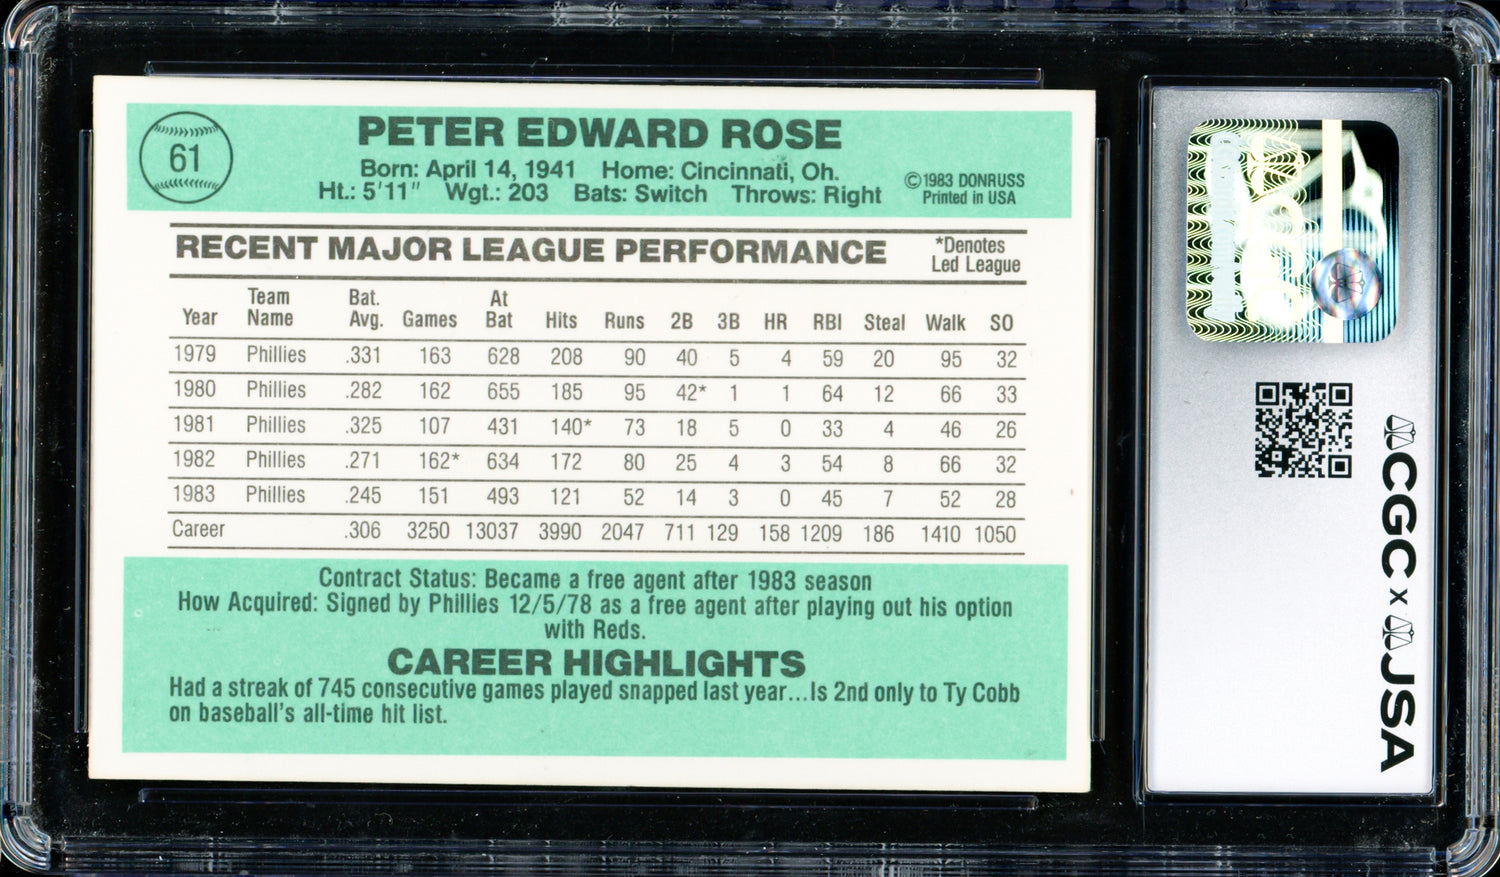 61
PETER EDWARD ROSE
Born: April 14, 1941 Home: Cincinnati, Oh.
Ht.: 5'11" Wgt.: 203 Bats: Switch Throws: Right
©1983 DONRUSS
Printed in USA
RECENT MAJOR LEAGUE PERFORMANCE
*Denotes
Led League
Year Team Name Bat. Avg. Games At Bat Hits Runs 2B 3B HR RBI Steal Walk SO
1979 Phillies .331 163 628 208 90 40 5 4 59 20 95 32
1980 Phillies .282 162 655 185 95 42* 1 1 64 12 66 33
1981 Phillies .325 107 431 140* 73 18 5 0 33 4 46 26
1982 Phillies .271 162* 634 172 80 25 4 3 54 8 66 32
1983 Phillies .245 151 493 121 52 14 3 0 45 7 52 28
Career .306 3250 13037 3990 2047 711 129 158 1209 186 1410 1050
Contract Status: Became a free agent after 1983 season
How Acquired: Signed by Phillies 12/5/78 as a free agent after playing out his option
with Reds.
CAREER HIGHLIGHTS
Had a streak of 745 consecutive games played snapped last year...Is 2nd only to Ty Cobb
on baseball's all-time hit list.
CGC x JSA